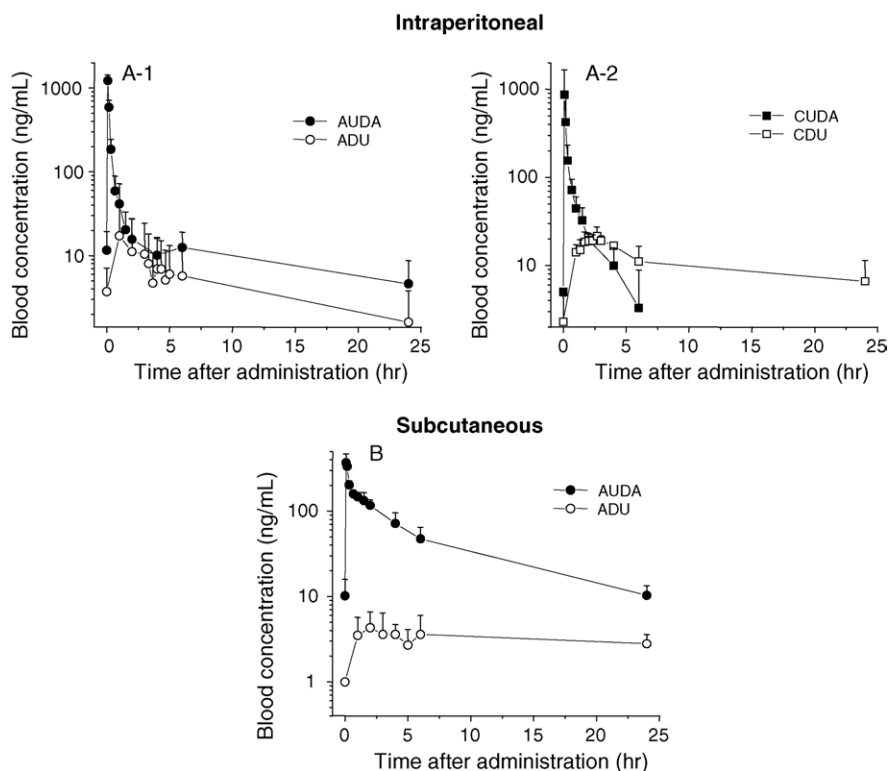 Intraperitoneal
A-1
AUDA
ADU
Blood concentration (ng/mL)
1000
100
10
0 5 10 15 20 25
Time after administration (hr)
A-2
CUDA
CDU
Blood concentration (ng/mL)
1000
100
10
0 5 10 15 20 25
Time after administration (hr)
Subcutaneous
B
AUDA
ADU
Blood concentration (ng/mL)
100
10
1
0 5 10 15 20 25
Time after administration (hr)